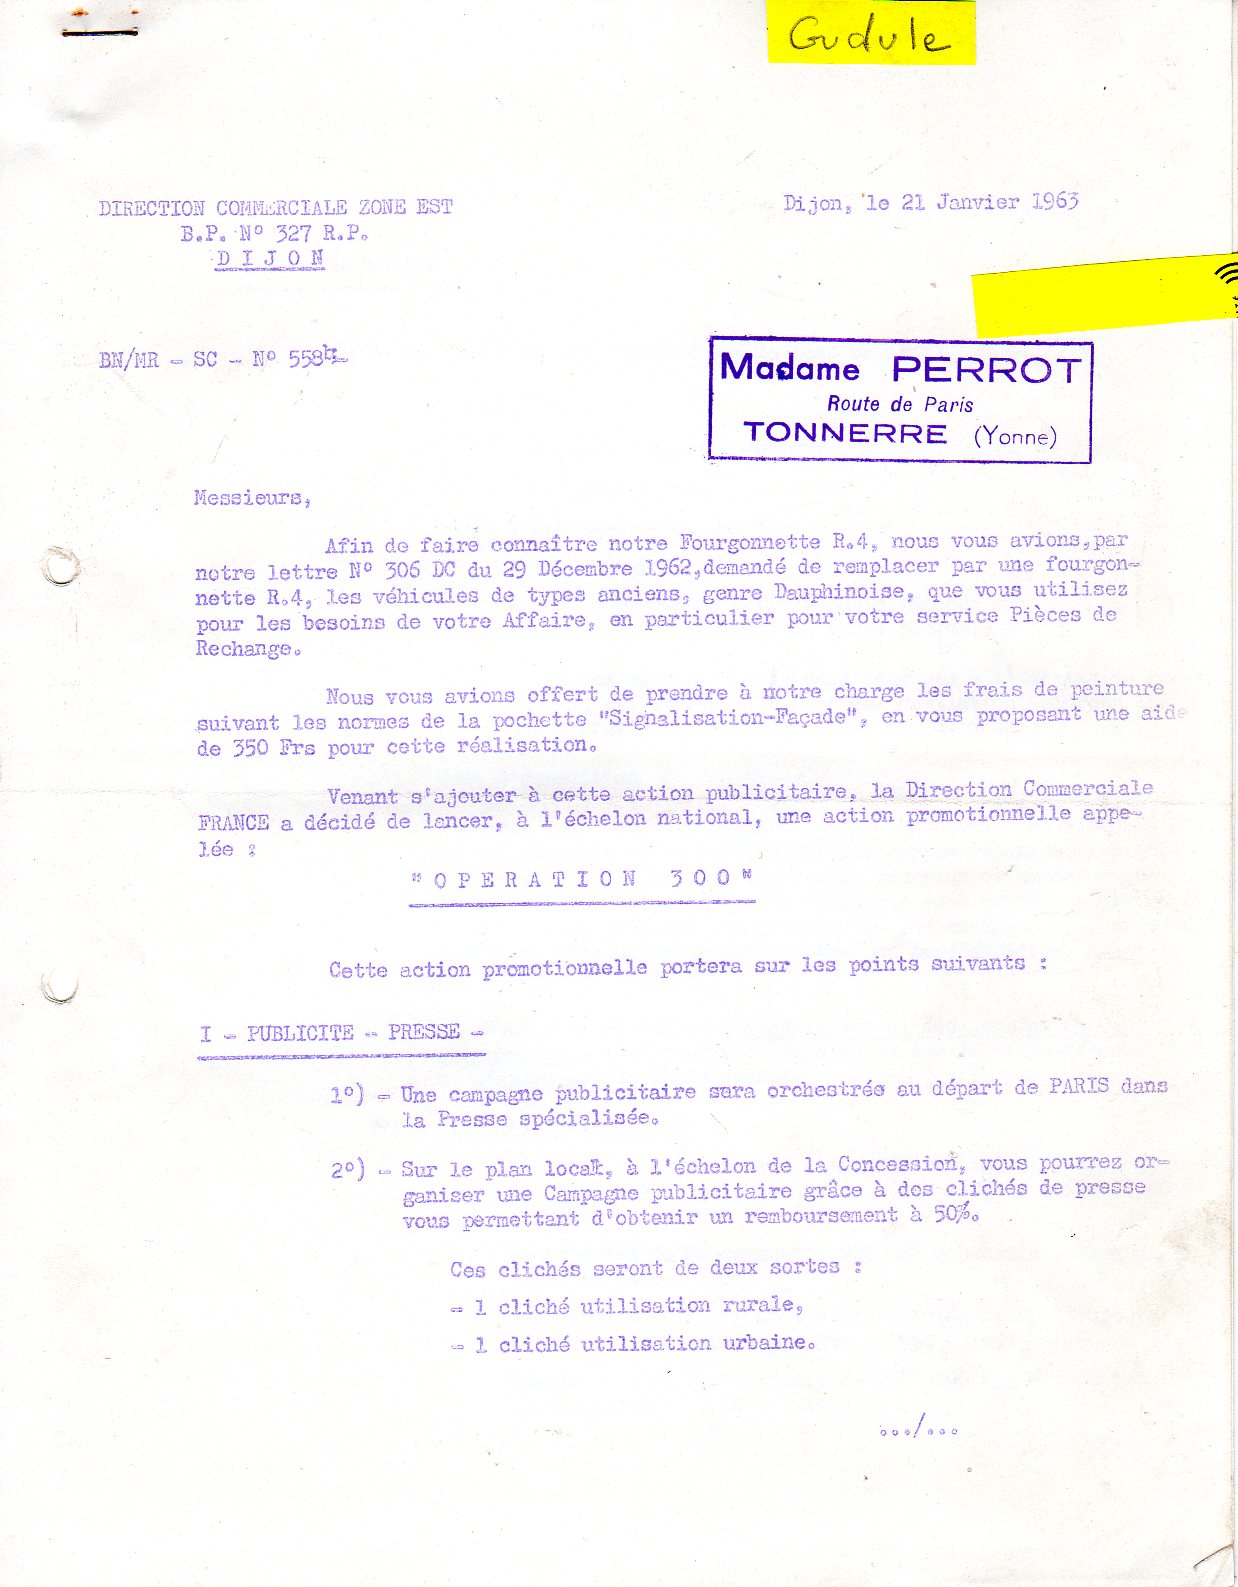 Gudule
DIRECTION COMMERCIALE ZONE EST
Dijon, le 21 Janvier 1963
B.P. N° 327 R.P.
D I J O N
BN/MR - SC - N° 558
Madame PERROT
Route de Paris
TONNERRE (Yonne)
Messieurs,
Afin de faire connaître notre Fourgonnette R.4, nous vous avions,par
notre lettre N° 306 DC du 29 Décembre 1962,demandé de remplacer par une fourgon-
nette R.4, les véhicules de types anciens, genre Dauphinoise, que vous utilisez
pour les besoins de votre Affaire, en particulier pour votre service Pièces de
Rechange.
Nous vous avions offert de prendre à notre charge les frais de peinture
suivant les normes de la pochette "Signalisation-Façade", en vous proposant une aide
de 350 Frs pour cette réalisation.
Venant s'ajouter à cette action publicitaire, la Direction Commerciale
FRANCE a décidé de lancer, à l'échelon national, une action promotionnelle appe-
lée :
"O P E R A T I O N 3 0 0"
Cette action promotionnelle portera sur les points suivants :
I - PUBLICITE - PRESSE -
1°) - Une campagne publicitaire sera orchestrée au départ de PARIS dans
la Presse spécialisée.
2°) - Sur le plan local, à l'échelon de la Concession, vous pourrez or-
ganiser une Campagne publicitaire grâce à des clichés de presse
vous permettant d'obtenir un remboursement à 50%.
Ces clichés seront de deux sortes :
- 1 cliché utilisation rurale,
- 1 cliché utilisation urbaine.
.../...